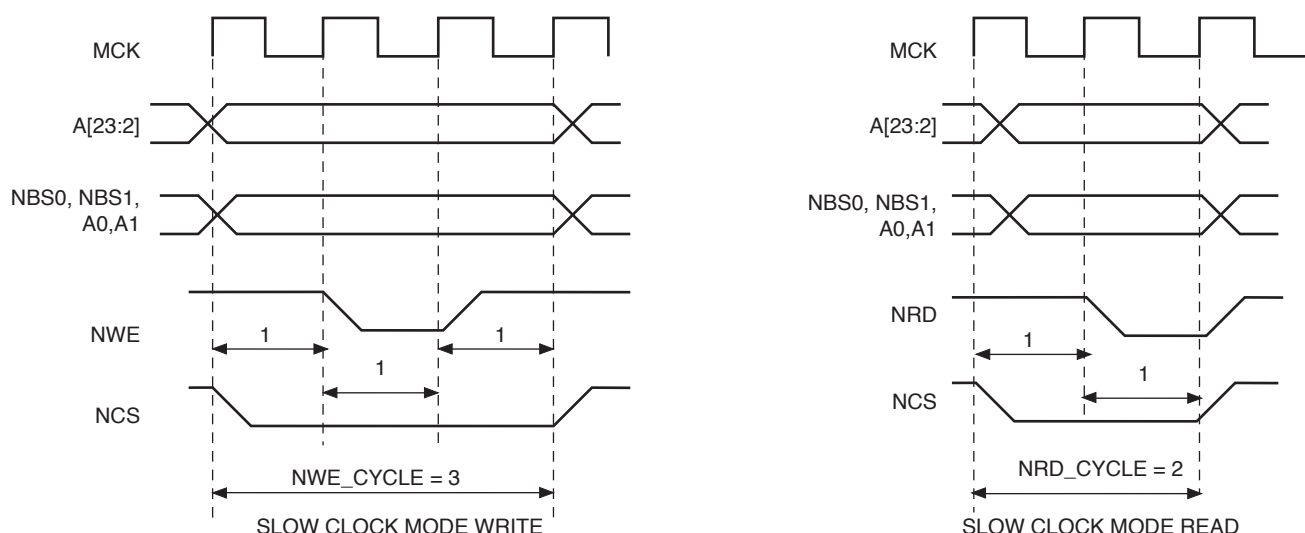 MCK
A[23:2]
NBS0, NBS1,
A0,A1
NWE
1
1
1
NCS
NWE_CYCLE = 3
SLOW CLOCK MODE WRITE
MCK
A[23:2]
NBS0, NBS1,
A0,A1
NRD
1
1
NCS
NRD_CYCLE = 2
SLOW CLOCK MODE READ